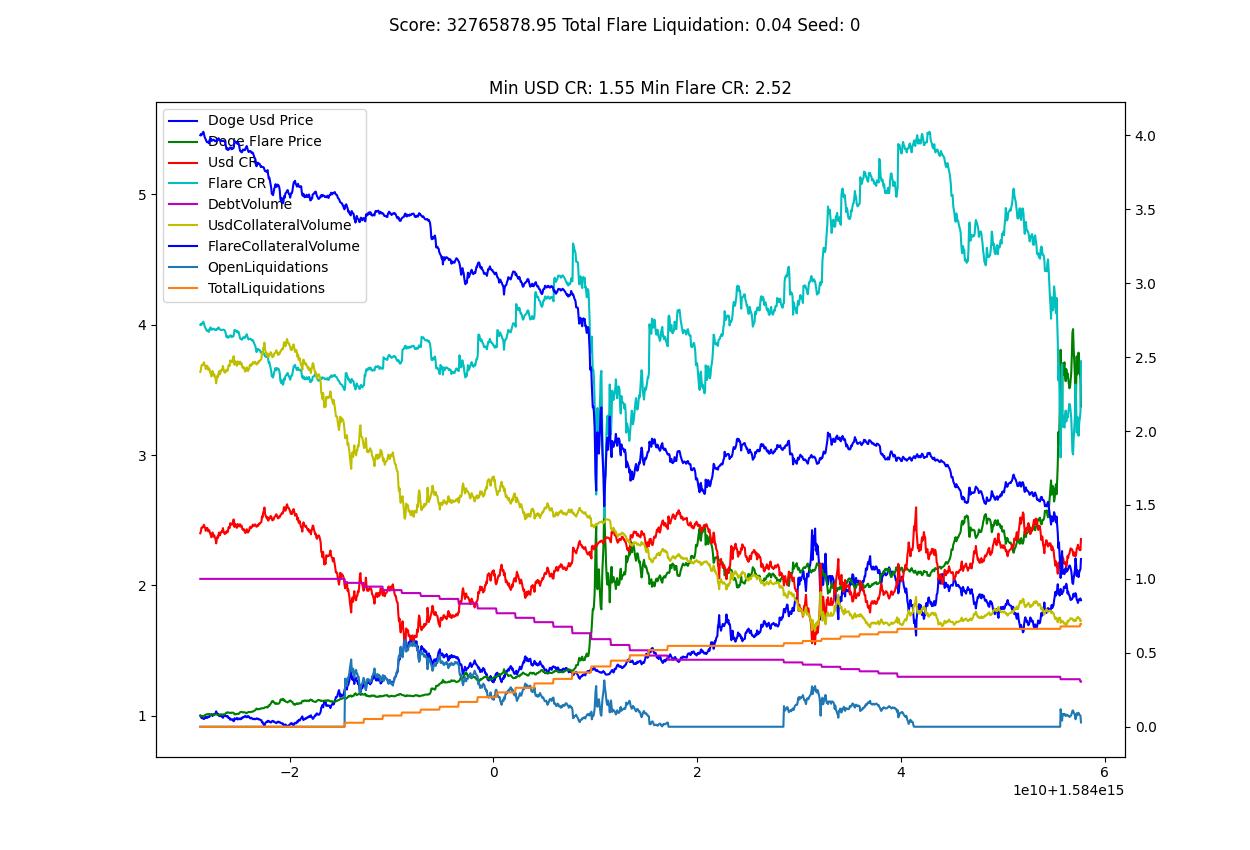 Score: 32765878.95 Total Flare Liquidation: 0.04 Seed: 0
Min USD CR: 1.55 Min Flare CR: 2.52
Doge Usd Price
Doge Flare Price
Usd CR
Flare CR
DebtVolume
UsdCollateralVolume
FlareCollateralVolume
OpenLiquidations
TotalLiquidations
5
4
3
2
1
4.0
3.5
3.0
2.5
2.0
1.5
1.0
0.5
0.0
−2
0
2
4
6
1e10+1.584e15